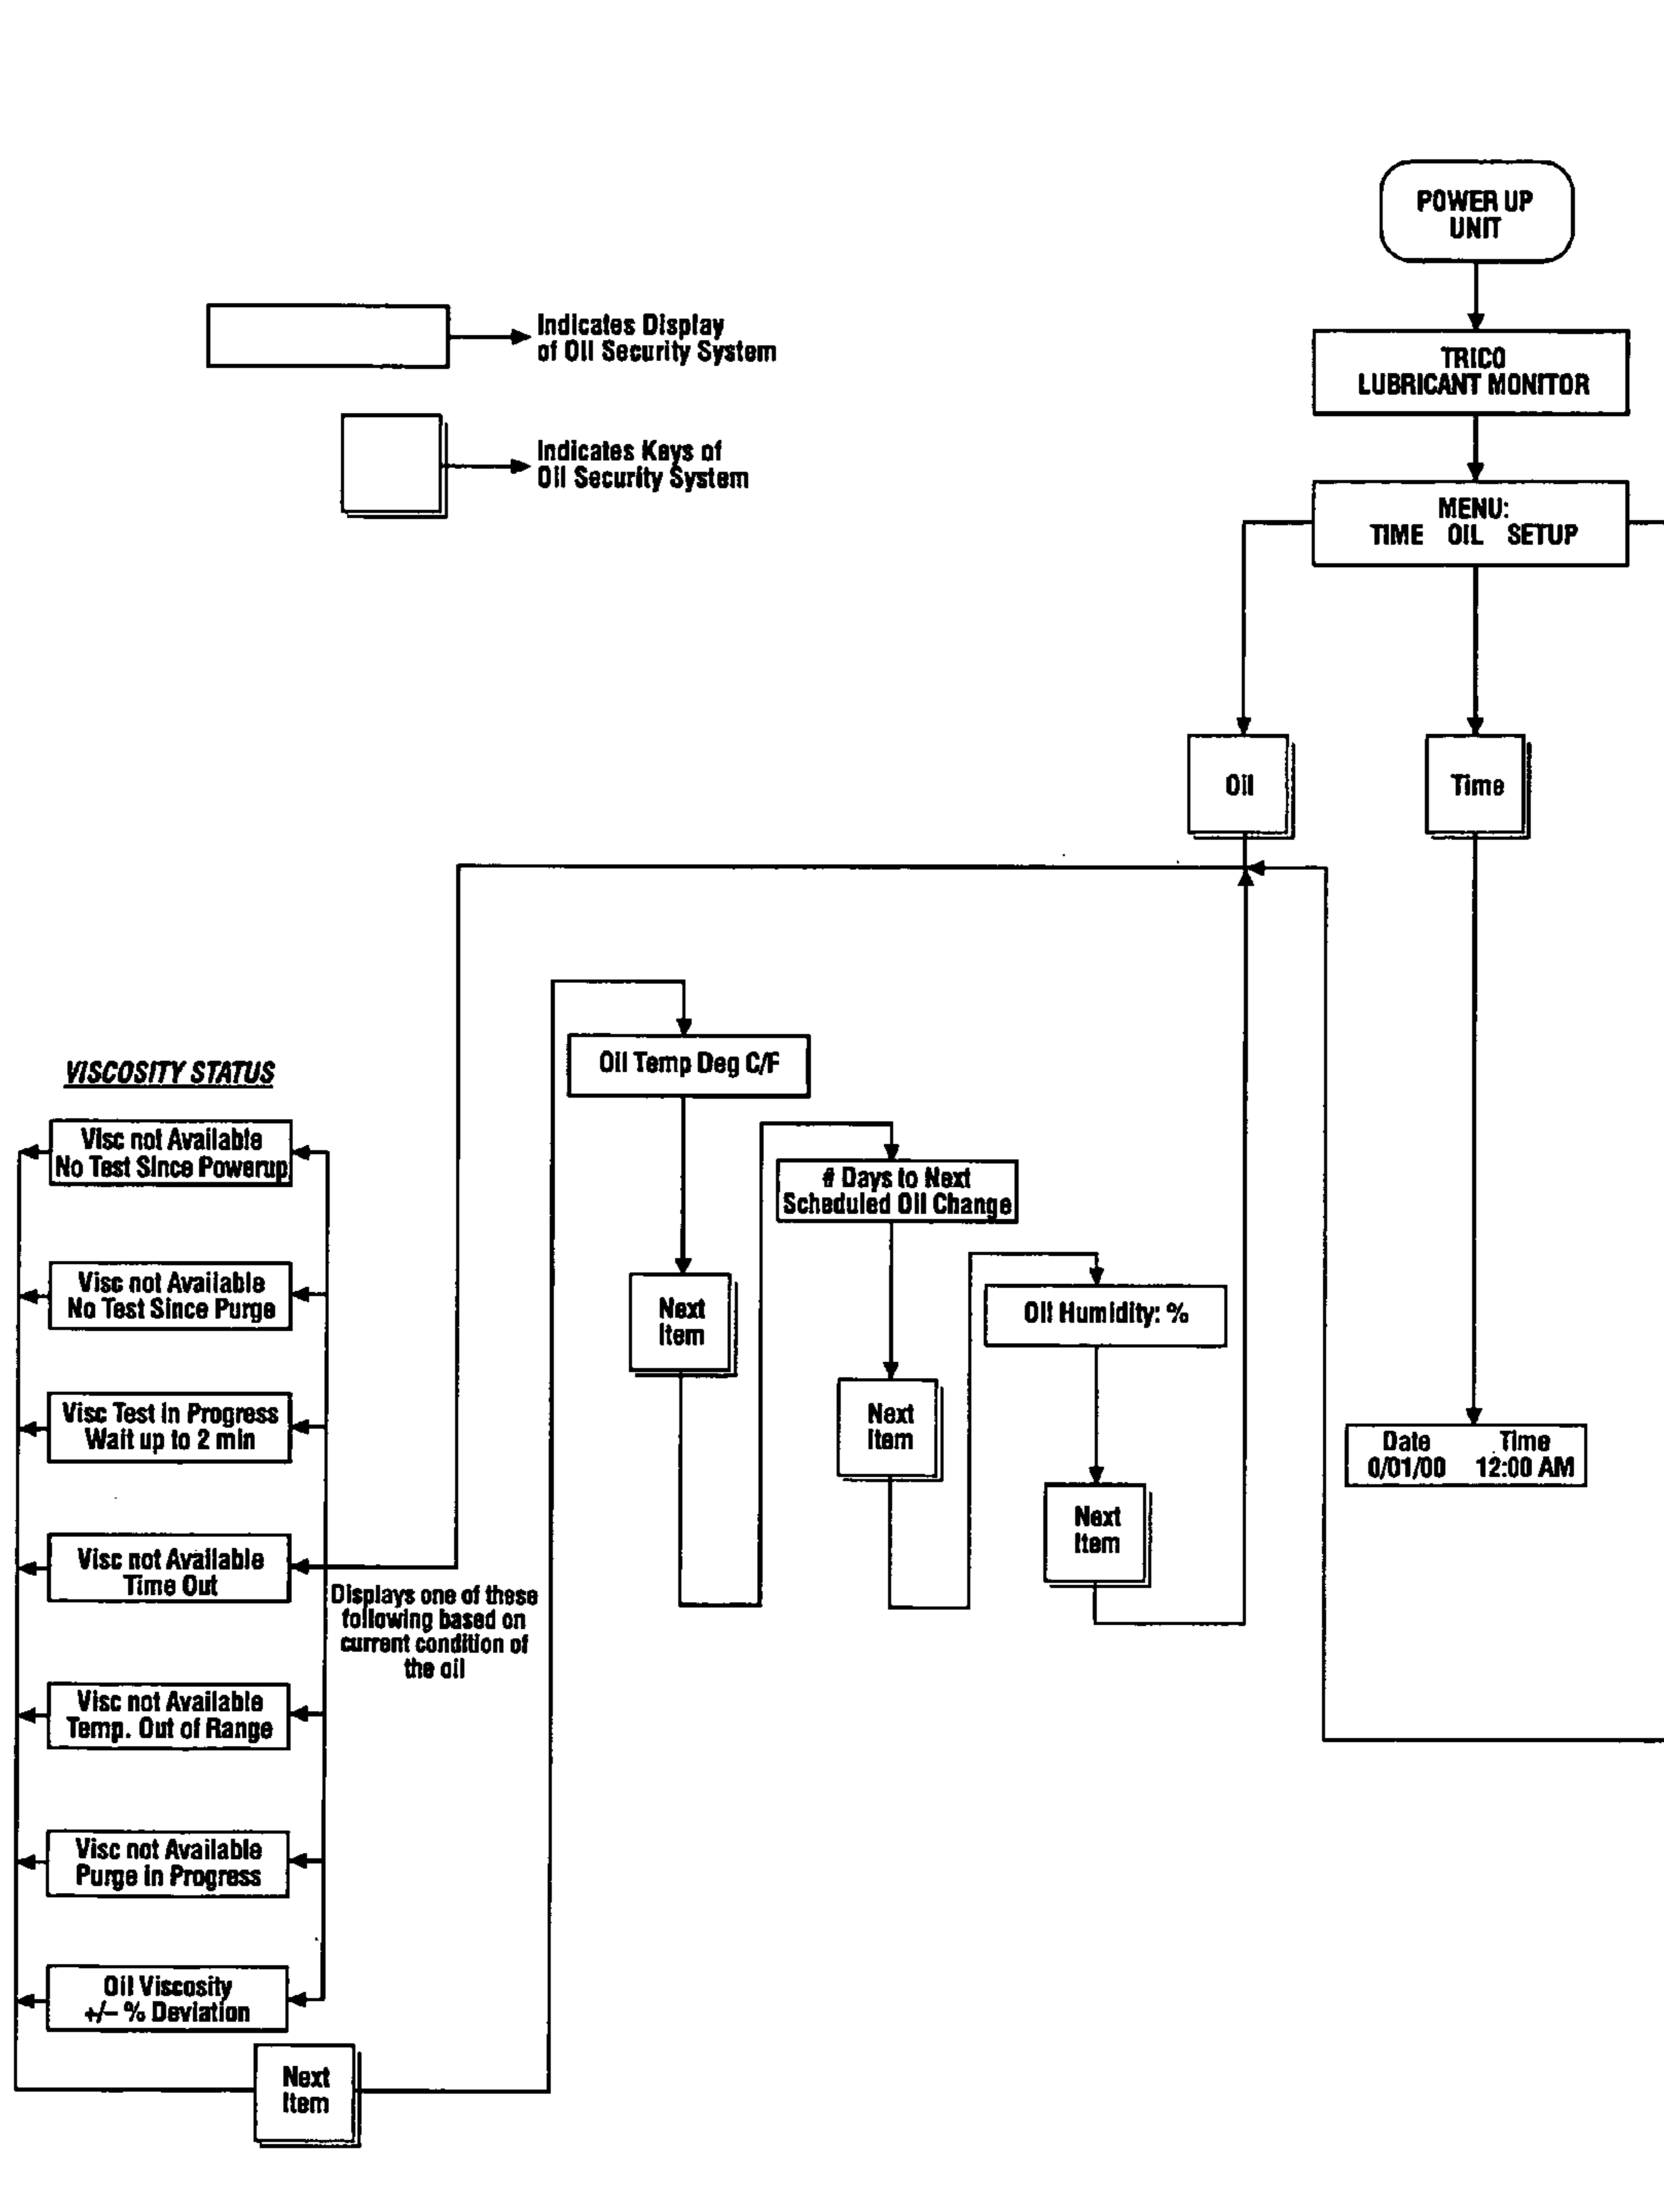 POWER UP
UNIT
Indicates Display
of Oil Security System
TRICO
LUBRICANT MONITOR
Indicates Keys of
Oil Security System
MENU:
TIME OIL SETUP
Oil
Time
VISCOSITY STATUS
Oil Temp Deg C/F
Visc not Available
No Test Since Powerup
# Days to Next
Scheduled Oil Change
Visc not Available
No Test Since Purge
Next
Item
Oil Humidity: %
Visc Test in Progress
Wait up to 2 min
Next
Item
Date Time
0/01/00 12:00 AM
Next
Item
Visc not Available
Time Out
Displays one of these
following based on
current condition of
the oil
Visc not Available
Temp. Out of Range
Visc not Available
Purge in Progress
Oil Viscosity
+/− % Deviation
Next
Item